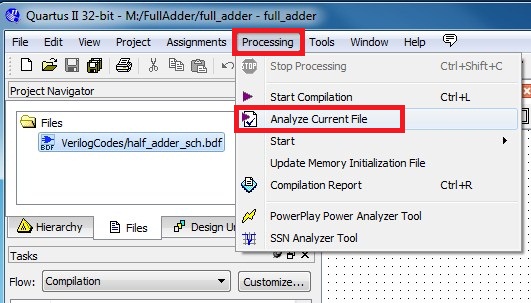 Quartus II 32-bit - M:/FullAdder/full_adder - full_adder
File Edit View Project Assignments Processing Tools Window Help
Project Navigator
Files
BDF VerilogCodes/half_adder_sch.bdf
Hierarchy Files Design Un
Tasks
Flow: Compilation Customize...
STOP Stop Processing Ctrl+Shift+C
Start Compilation Ctrl+L
Analyze Current File
Start
Update Memory Initialization File
Compilation Report Ctrl+R
PowerPlay Power Analyzer Tool
SSN Analyzer Tool